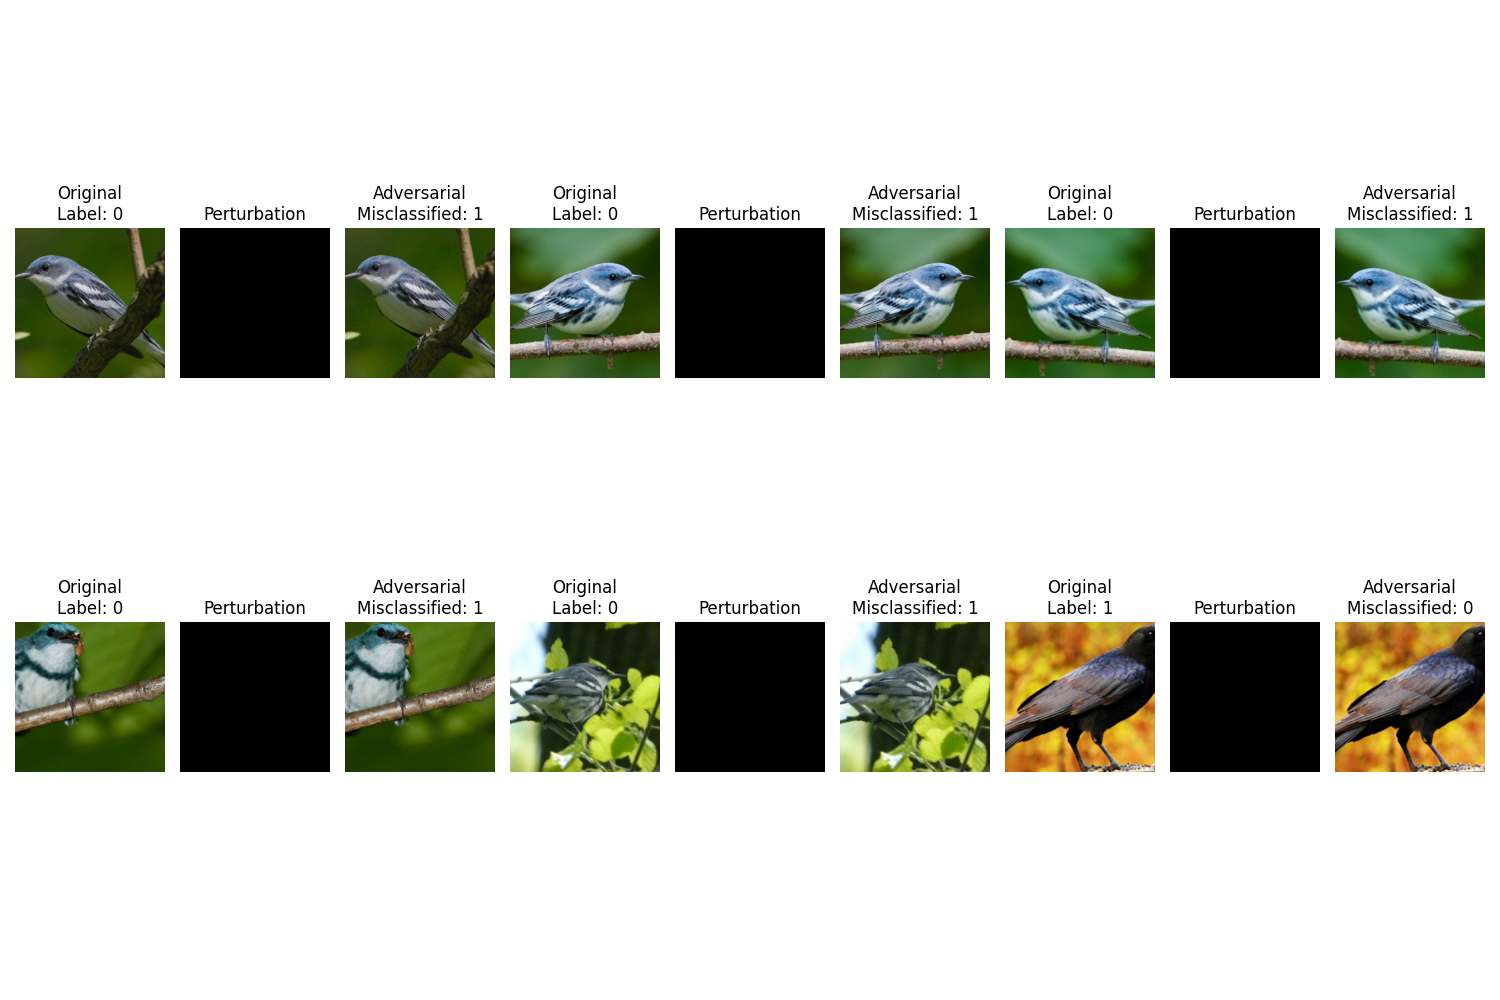 Original
Label: 0
Perturbation
Adversarial
Misclassified: 1
Original
Label: 0
Perturbation
Adversarial
Misclassified: 1
Original
Label: 0
Perturbation
Adversarial
Misclassified: 1
Original
Label: 0
Perturbation
Adversarial
Misclassified: 1
Original
Label: 0
Perturbation
Adversarial
Misclassified: 1
Original
Label: 1
Perturbation
Adversarial
Misclassified: 0